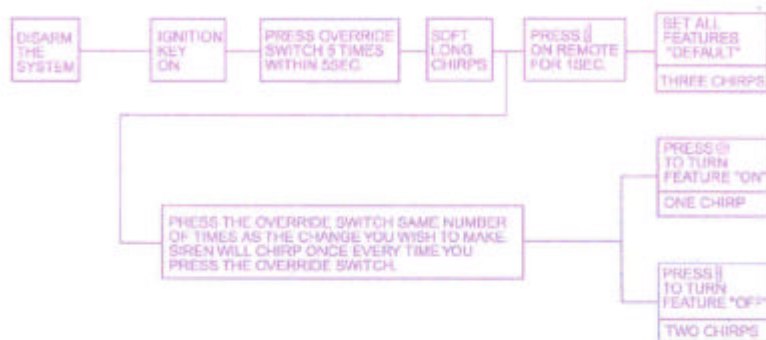 DISARM
THE
SYSTEM
IGNITION
KEY
ON
PRESS OVERRIDE
SWITCH 5 TIMES
WITHIN 5SEC.
SOFT
LONG
CHIRPS
PRESS
ON REMOTE
FOR 1SEC.
SET ALL
FEATURES
"DEFAULT"
THREE CHIRPS
PRESS
TO TURN
FEATURE "ON"
ONE CHIRP
PRESS THE OVERRIDE SWITCH SAME NUMBER
OF TIMES AS THE CHANGE YOU WISH TO MAKE.
SIREN WILL CHIRP ONCE EVERY TIME YOU
PRESS THE OVERRIDE SWITCH.
PRESS
TO TURN
FEATURE "OFF"
TWO CHIRPS